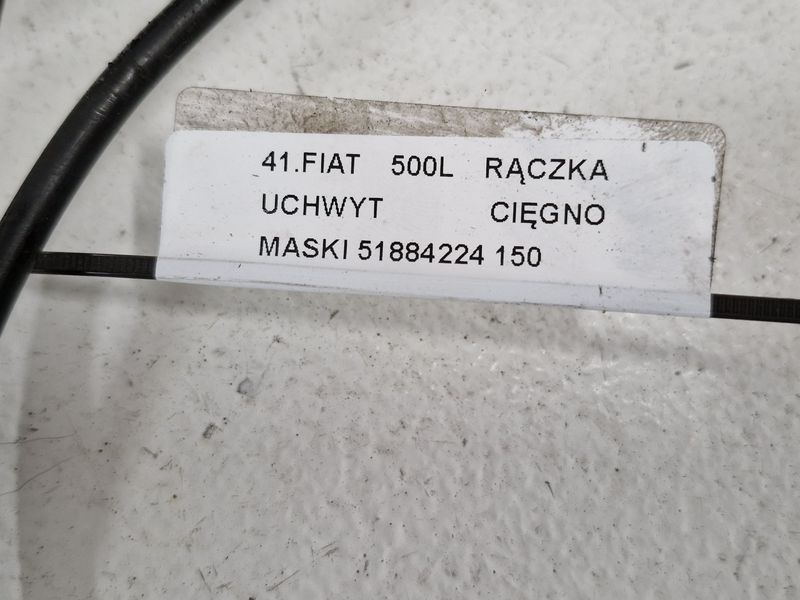 41.FIAT 500L RĄCZKA
UCHWYT CIĘGNO
MASKI 51884224 150